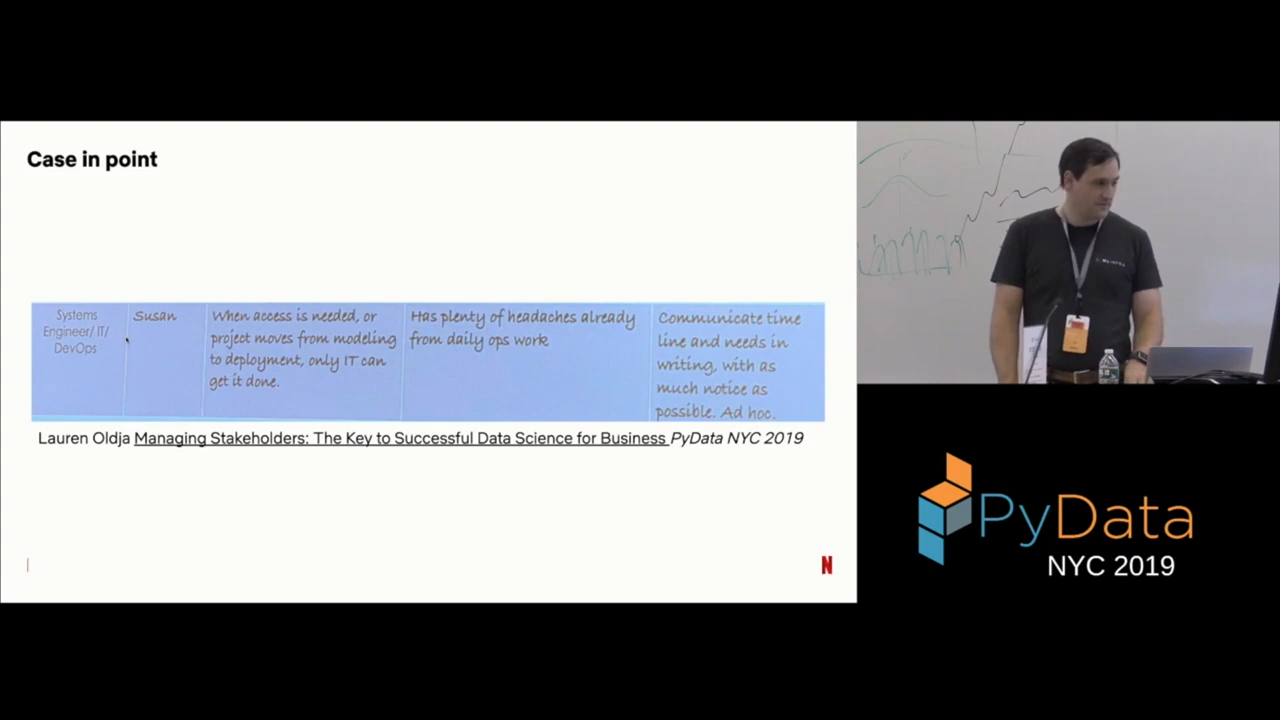 Case in point
Systems
Engineer/ IT/
DevOps
Susan
When access is needed, or
project moves from modeling
to deployment, only IT can
get it done.
Has plenty of headaches already
from daily ops work
Communicate time
line and needs in
writing, with as
much notice as
possible. Ad hoc.
Lauren Oldja Managing Stakeholders: The Key to Successful Data Science for Business PyData NYC 2019
N
PyData
NYC 2019